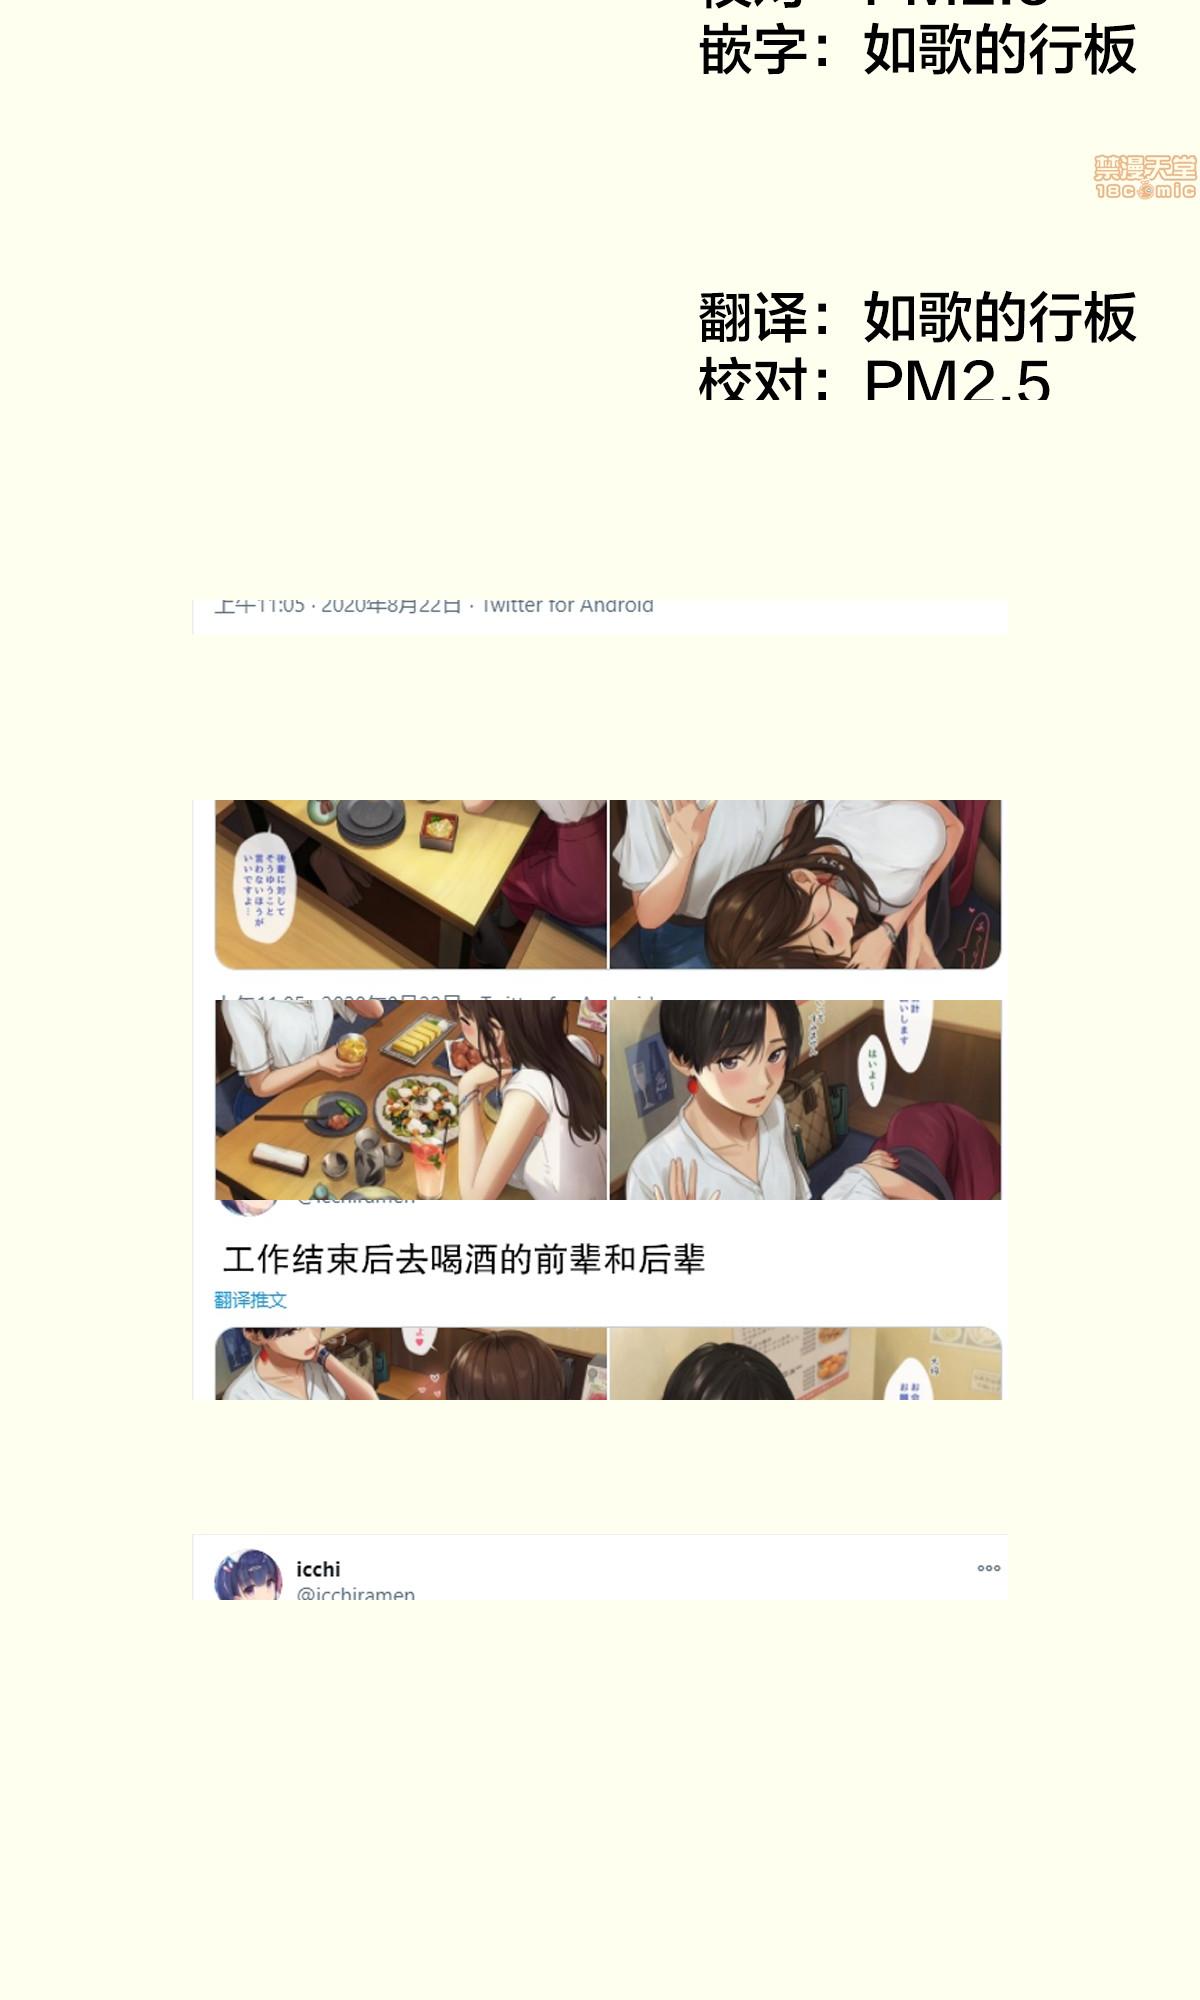 嵌字：如歌的行板
禁漫天堂
18comic
翻译：如歌的行板
校对：PM2.5
上午11:05 · 2020年8月22日 · Twitter for Android
後輩に対して
そうゆうこと
言わないほうが
いいですよ…
はいよ～
@icchiramen
工作结束后去喝酒的前辈和后辈
翻译推文
icchi
@icchiramen